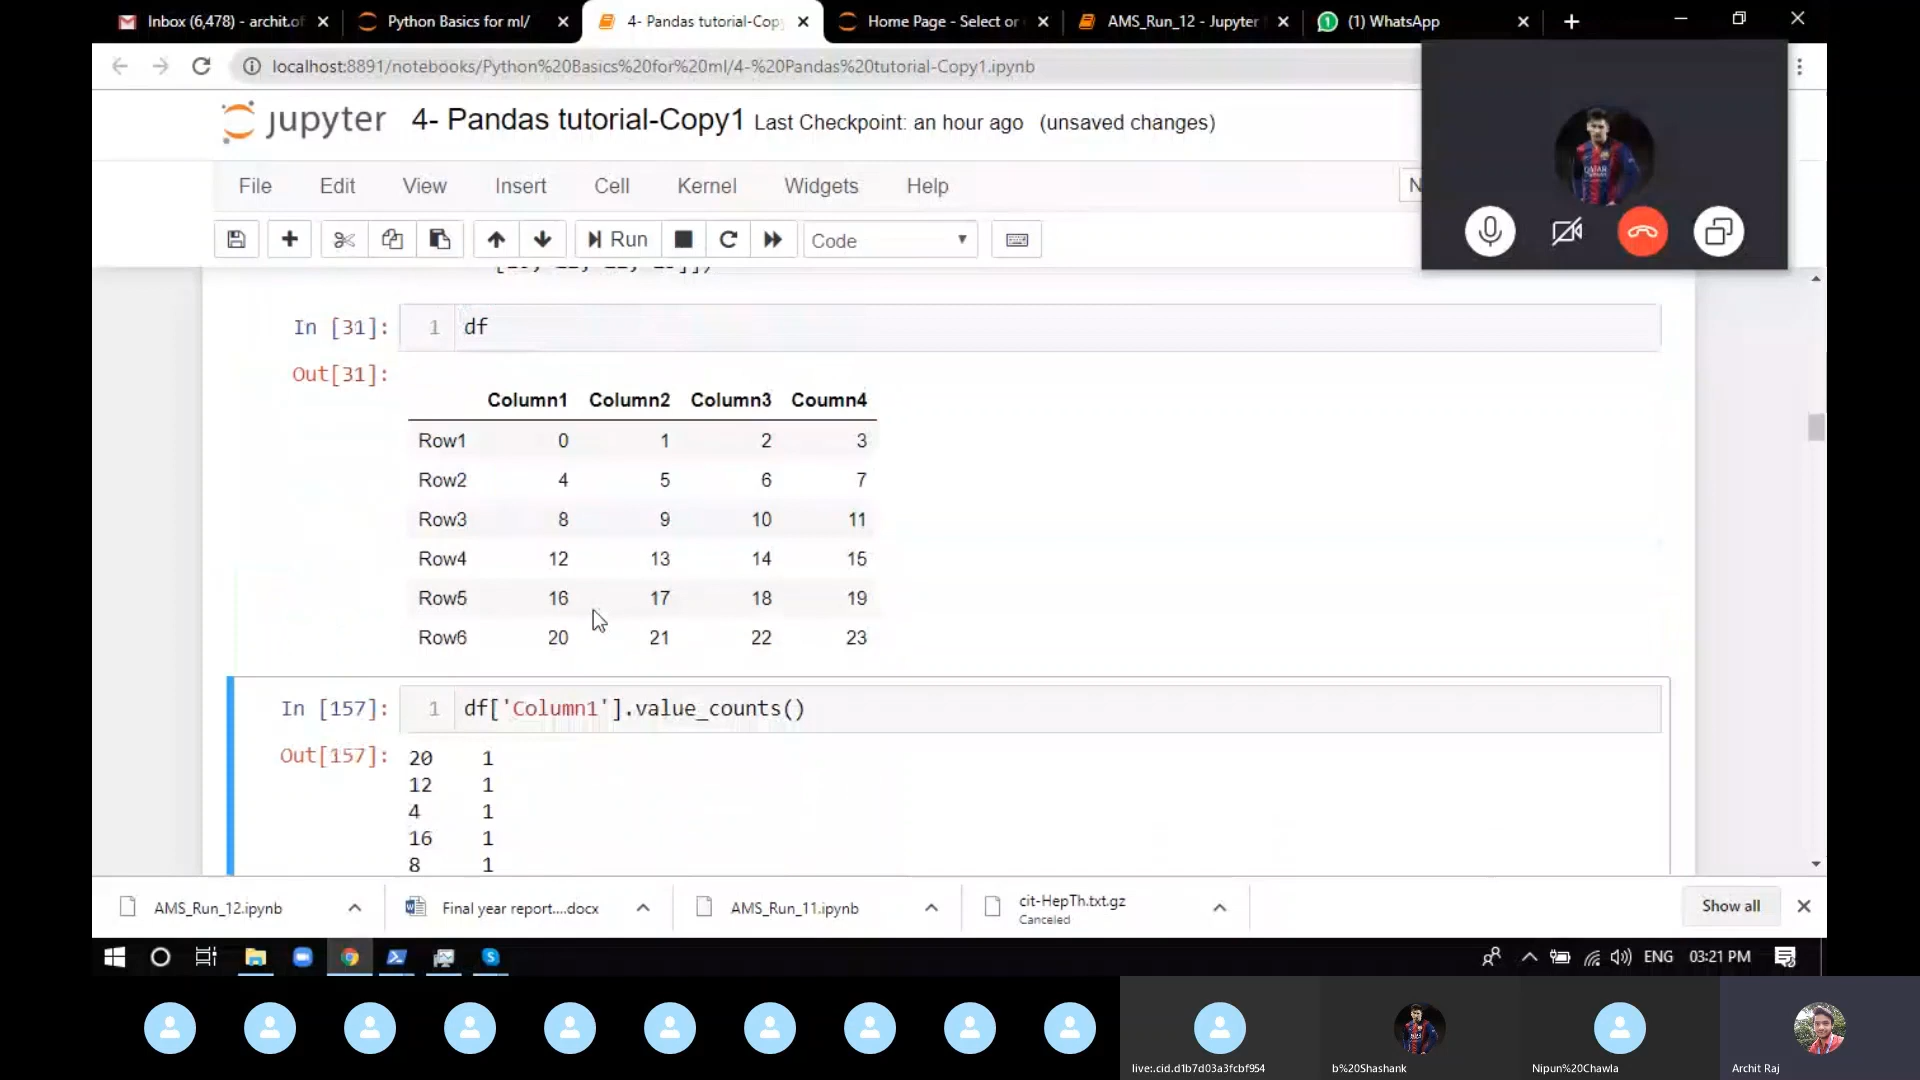 Inbox (6,478) - archit.of
Python Basics for ml/
4- Pandas tutorial-Copy
Home Page - Select or
AMS_Run_12 - Jupyter
(1) WhatsApp
localhost:8891/notebooks/Python%20Basics%20for%20ml/4-%20Pandas%20tutorial-Copy1.ipynb
jupyter 4- Pandas tutorial-Copy1 Last Checkpoint: an hour ago (unsaved changes)
File Edit View Insert Cell Kernel Widgets Help N
Run Code
In [31]: 1 df
Out[31]:
Column1 Column2 Column3 Coumn4
Row1 0 1 2 3
Row2 4 5 6 7
Row3 8 9 10 11
Row4 12 13 14 15
Row5 16 17 18 19
Row6 20 21 22 23
In [157]: 1 df['Column1'].value_counts()
Out[157]: 20 1
12 1
4 1
16 1
8 1
AMS_Run_12.ipynb
Final year report....docx
AMS_Run_11.ipynb
cit-HepTh.txt.gz
Canceled
Show all
ENG 03:21 PM
live:.cid.d1b7d03a3fcbf954
b%20Shashank
Nipun%20Chawla
Archit Raj